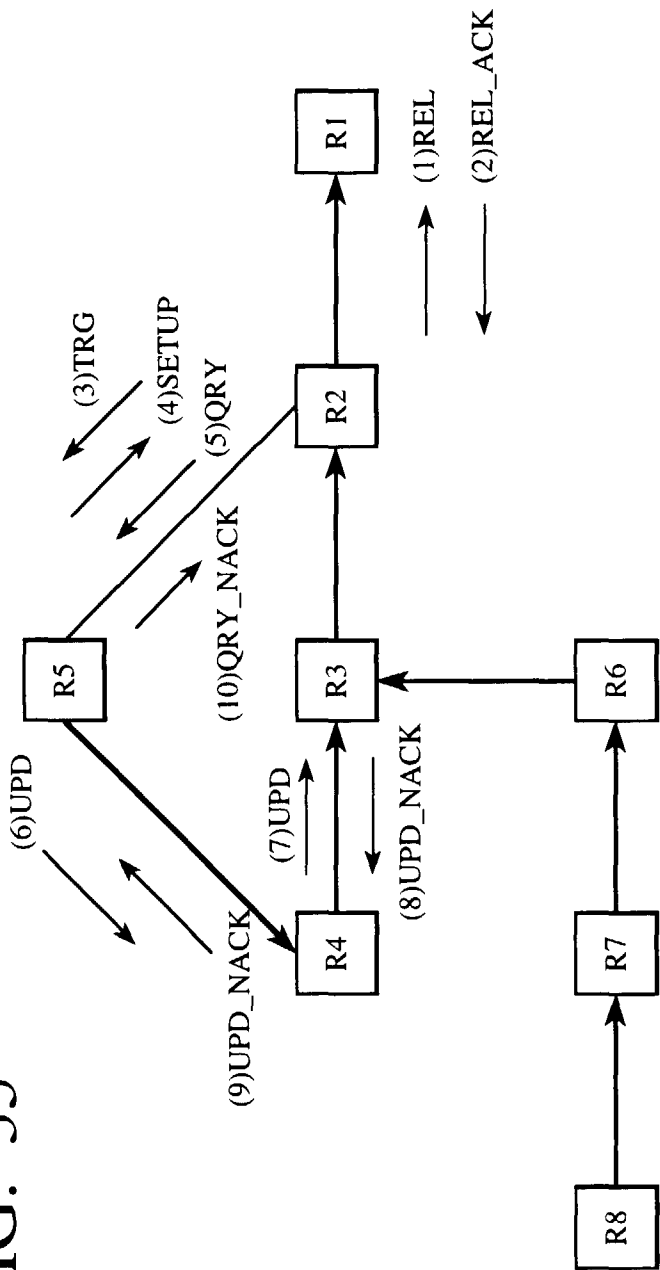 (3)TRG
(4)SETUP
(5)QRY
(10)QRY_NACK
R5
(6)UPD
(9)UPD_NACK
R4
(7)UPD
(8)UPD_NACK
R3
R2
R1
(1)REL
(2)REL_ACK
R6
R7
R8